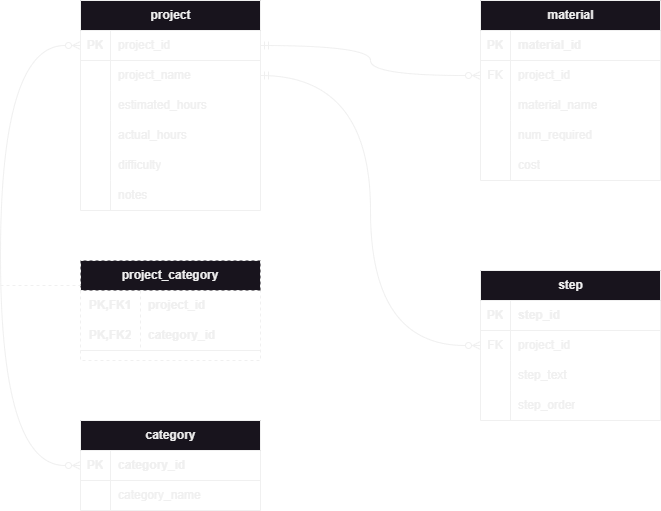 project
PK project_id
project_name
estimated_hours
actual_hours
difficulty
notes
material
PK material_id
FK project_id
material_name
num_required
cost
project_category
PK,FK1 project_id
PK,FK2 category_id
step
PK step_id
FK project_id
step_text
step_order
category
PK category_id
category_name